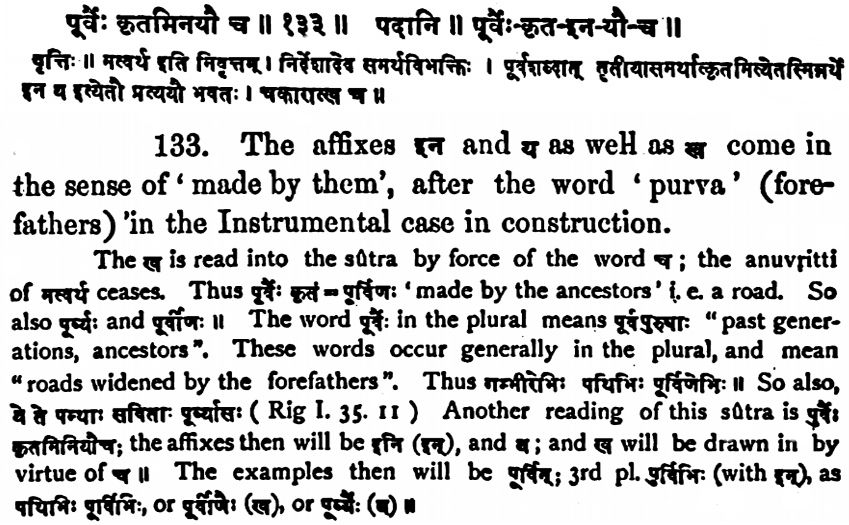 पूर्वैः कृतमिनयौ च ॥ १३३ ॥ पदानि ॥ पूर्वैः-कृत-इन-यौ-च ॥
वृत्तिः ॥ मत्वर्थ इति निवृत्तम् । निर्देशादेव समर्थविभक्तिः । पूर्वशब्दात् तृतीयासमर्थात्कृतमित्येतस्मिन्नर्थे
इन य इत्येतौ प्रत्ययौ भवतः । चकारात्ख च ॥
133. The affixes इन and य as well as ख come in
the sense of ‘ made by them’, after the word ‘ purva ’ (fore-
fathers) 'in the Instrumental case in construction.
The ख is read into the sûtra by force of the word च ; the anuvṛitti
of मत्वर्थ ceases. Thus पूर्वैः कृतं = पूर्विणः ‘ made by the ancestors ’ i. e. a road. So
also पूर्व्यः and पूर्वीणः ॥ The word पूर्वैः in the plural means पूर्वपुरुषाः “ past gener-
ations, ancestors ”. These words occur generally in the plural, and mean
“ roads widened by the forefathers ”. Thus गम्भीरेभिः पथिभिः पूर्विणेभिः ॥ So also,
ये ते पन्थाः सवितः पूर्व्यासः ( Rig I. 35. 11 ) Another reading of this sûtra is पूर्वैः
कृतमिनियौच; the affixes then will be इनि (इन्), and य ; and ख will be drawn in by
virtue of च ॥ The examples then will be पूर्विन्; 3rd pl. पुर्विभिः (with इन्), as
पथिभिः पूर्विभिः, or पूर्वीणैः (ख), or पूर्व्यैः (य) ॥